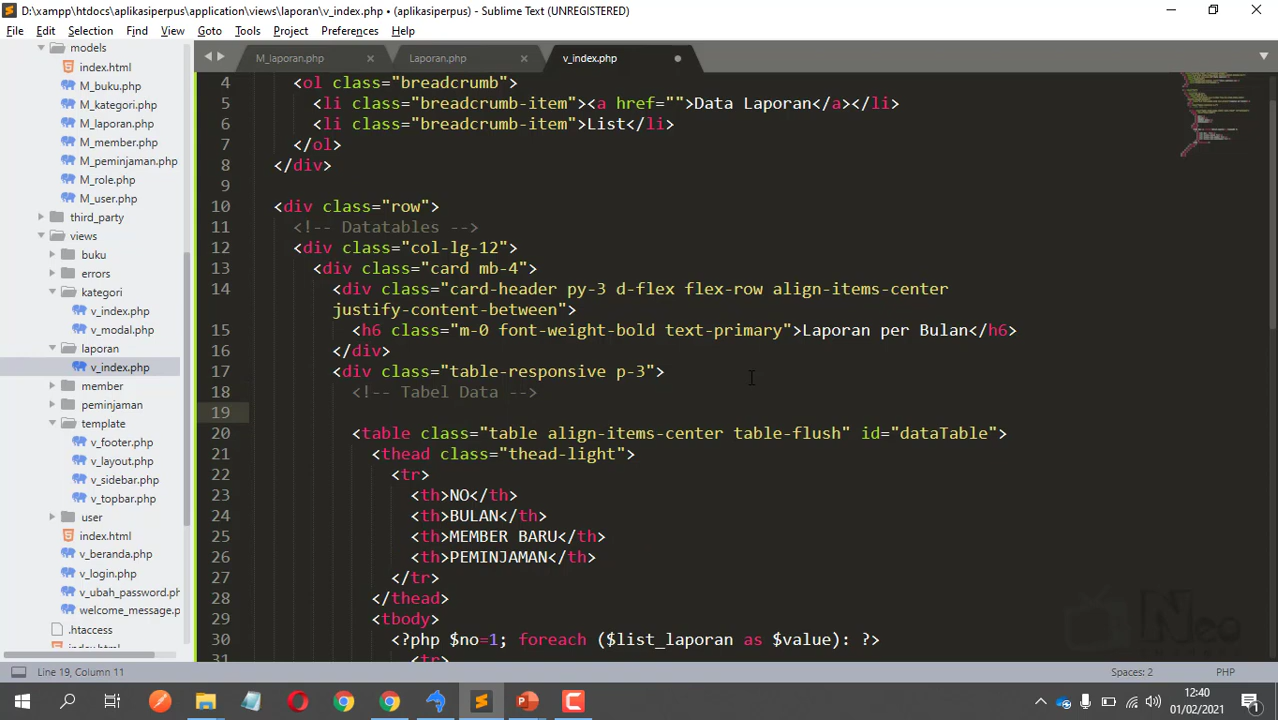 D:\xampp\htdocs\aplikasiperpus\application\views\laporan\v_index.php • (aplikasiperpus) - Sublime Text (UNREGISTERED)
File Edit Selection Find View Goto Tools Project Preferences Help
M_laporan.php Laporan.php v_index.php
models
index.html
M_buku.php
M_kategori.php
M_laporan.php
M_member.php
M_peminjaman.php
M_role.php
M_user.php
third_party
views
buku
errors
kategori
v_index.php
v_modal.php
laporan
v_index.php
member
peminjaman
template
v_footer.php
v_layout.php
v_sidebar.php
v_topbar.php
user
index.html
v_beranda.php
v_login.php
v_ubah_password.ph
welcome_message.p
.htaccess
index.html
4 <ol class="breadcrumb">
5 <li class="breadcrumb-item"><a href="">Data Laporan</a></li>
6 <li class="breadcrumb-item">List</li>
7 </ol>
8 </div>
9
10 <div class="row">
11 <!-- Datatables -->
12 <div class="col-lg-12">
13 <div class="card mb-4">
14 <div class="card-header py-3 d-flex flex-row align-items-center
justify-content-between">
15 <h6 class="m-0 font-weight-bold text-primary">Laporan per Bulan</h6>
16 </div>
17 <div class="table-responsive p-3">
18 <!-- Tabel Data -->
19
20 <table class="table align-items-center table-flush" id="dataTable">
21 <thead class="thead-light">
22 <tr>
23 <th>NO</th>
24 <th>BULAN</th>
25 <th>MEMBER BARU</th>
26 <th>PEMINJAMAN</th>
27 </tr>
28 </thead>
29 <tbody>
30 <?php $no=1; foreach ($list_laporan as $value): ?>
31 <tr>
Neo
Line 19, Column 11 Spaces: 2 PHP
12:40
01/02/2021